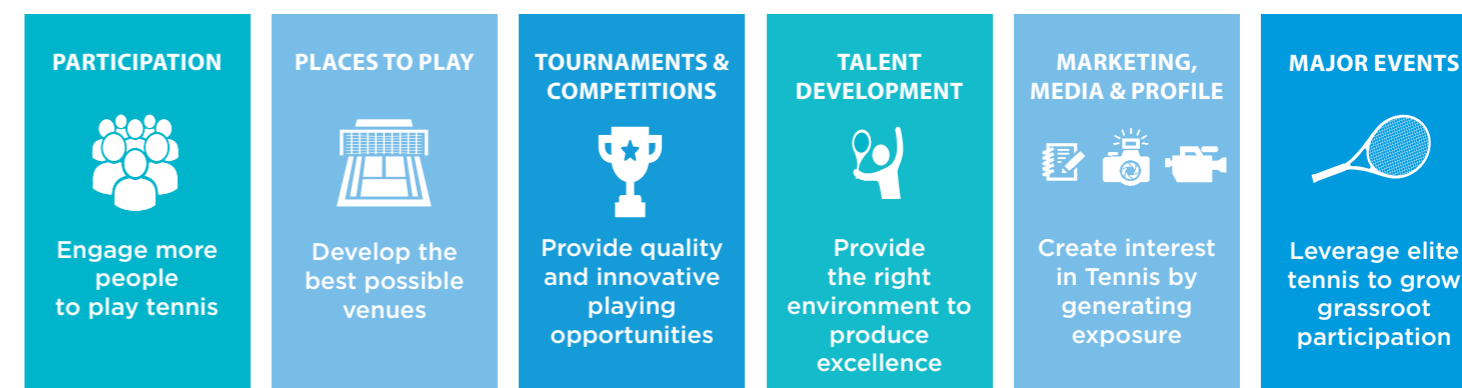 PARTICIPATION
Engage more
people
to play tennis
PLACES TO PLAY
Develop the
best possible
venues
TOURNAMENTS &
COMPETITIONS
Provide quality
and innovative
playing
opportunities
TALENT
DEVELOPMENT
Provide
the right
environment to
produce
excellence
MARKETING,
MEDIA & PROFILE
Create interest
in Tennis by
generating
exposure
MAJOR EVENTS
Leverage elite
tennis to grow
grassroot
participation